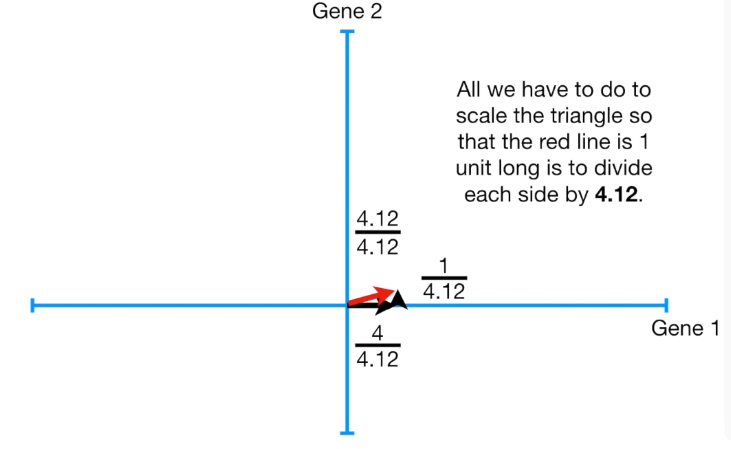 Gene 2
All we have to do to
scale the triangle so
that the red line is 1
unit long is to divide
each side by 4.12.
4.12
4.12
1
4.12
Gene 1
4
4.12